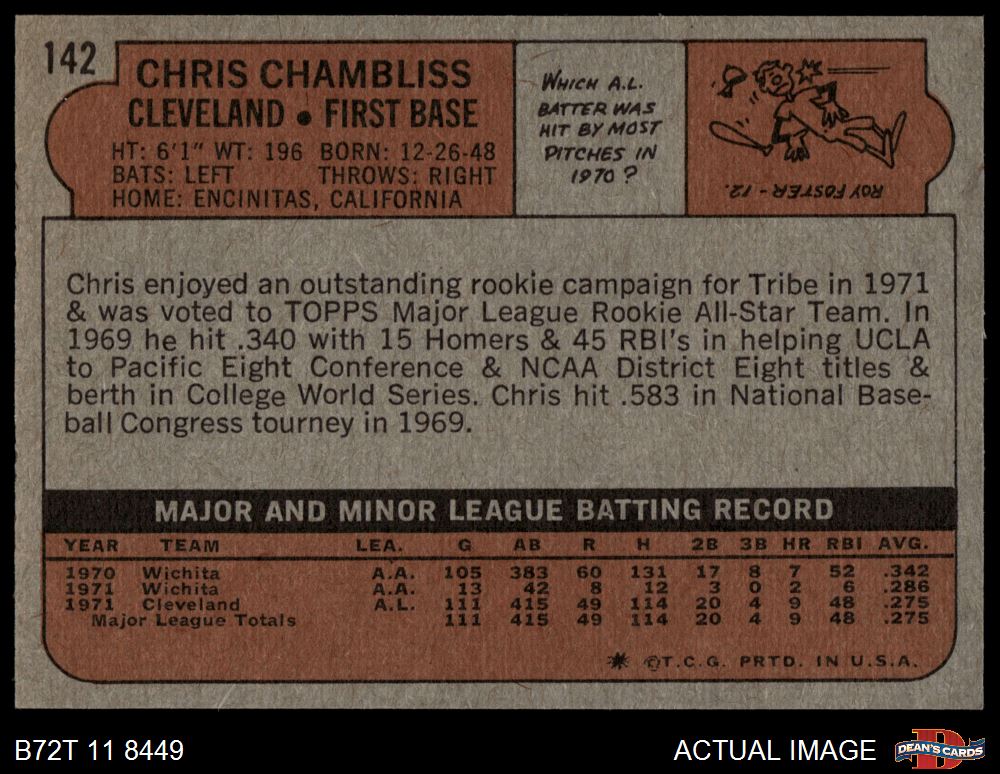 142
CHRIS CHAMBLISS
CLEVELAND • FIRST BASE
HT: 6'1" WT: 196 BORN: 12-26-48
BATS: LEFT THROWS: RIGHT
HOME: ENCINITAS, CALIFORNIA
WHICH A.L.
BATTER WAS
HIT BY MOST
PITCHES IN
1970?
ROY FOSTER - 12.
Chris enjoyed an outstanding rookie campaign for Tribe in 1971
& was voted to TOPPS Major League Rookie All-Star Team. In
1969 he hit .340 with 15 Homers & 45 RBI's in helping UCLA
to Pacific Eight Conference & NCAA District Eight titles &
berth in College World Series. Chris hit .583 in National Base-
ball Congress tourney in 1969.
MAJOR AND MINOR LEAGUE BATTING RECORD
YEAR TEAM LEA. G AB R H 2B 3B HR RBI AVG.
1970 Wichita A.A. 105 383 60 131 17 8 7 52 .342
1971 Wichita A.A. 13 42 8 12 3 0 2 6 .286
1971 Cleveland A.L. 111 415 49 114 20 4 9 48 .275
Major League Totals 111 415 49 114 20 4 9 48 .275
✷ ©T.C.G. PRTD. IN U.S.A.
B72T 11 8449
ACTUAL IMAGE
D
DEAN'S CARDS